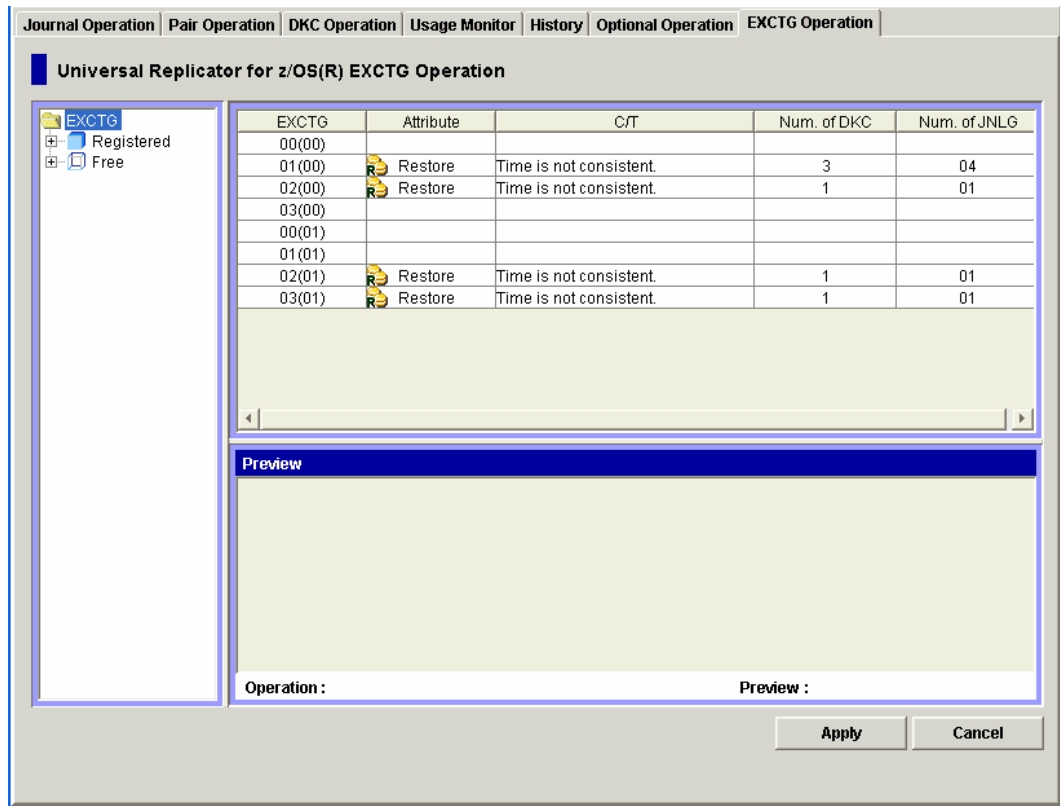 Journal Operation Pair Operation DKC Operation Usage Monitor History Optional Operation EXCTG Operation
Universal Replicator for z/OS(R) EXCTG Operation
EXCTG
Registered
Free
EXCTG Attribute C/T Num. of DKC Num. of JNLG
00(00)
01(00) R Restore Time is not consistent. 3 04
02(00) R Restore Time is not consistent. 1 01
03(00)
00(01)
01(01)
02(01) R Restore Time is not consistent. 1 01
03(01) R Restore Time is not consistent. 1 01
Preview
Operation : Preview :
Apply Cancel